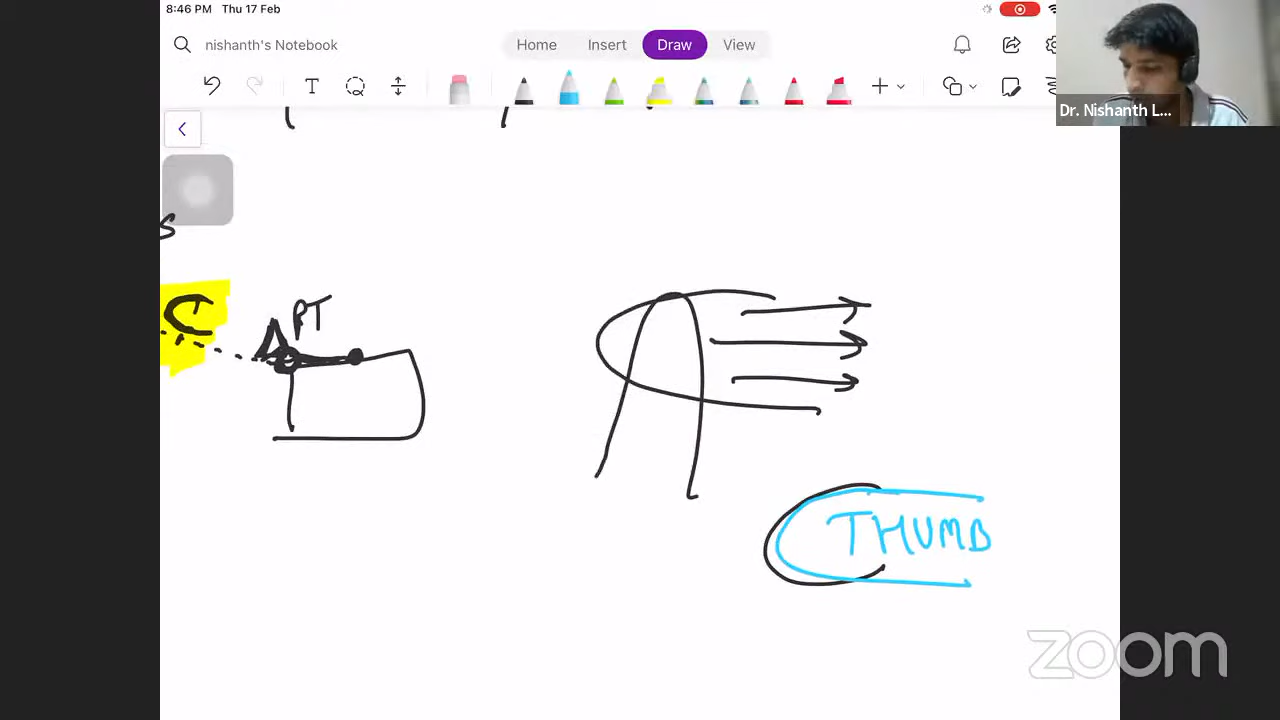 8:46 PM Thu 17 Feb
nishanth's Notebook
Home Insert Draw View
T
Dr. Nishanth L...
S
C
PT
THUMB
zoom